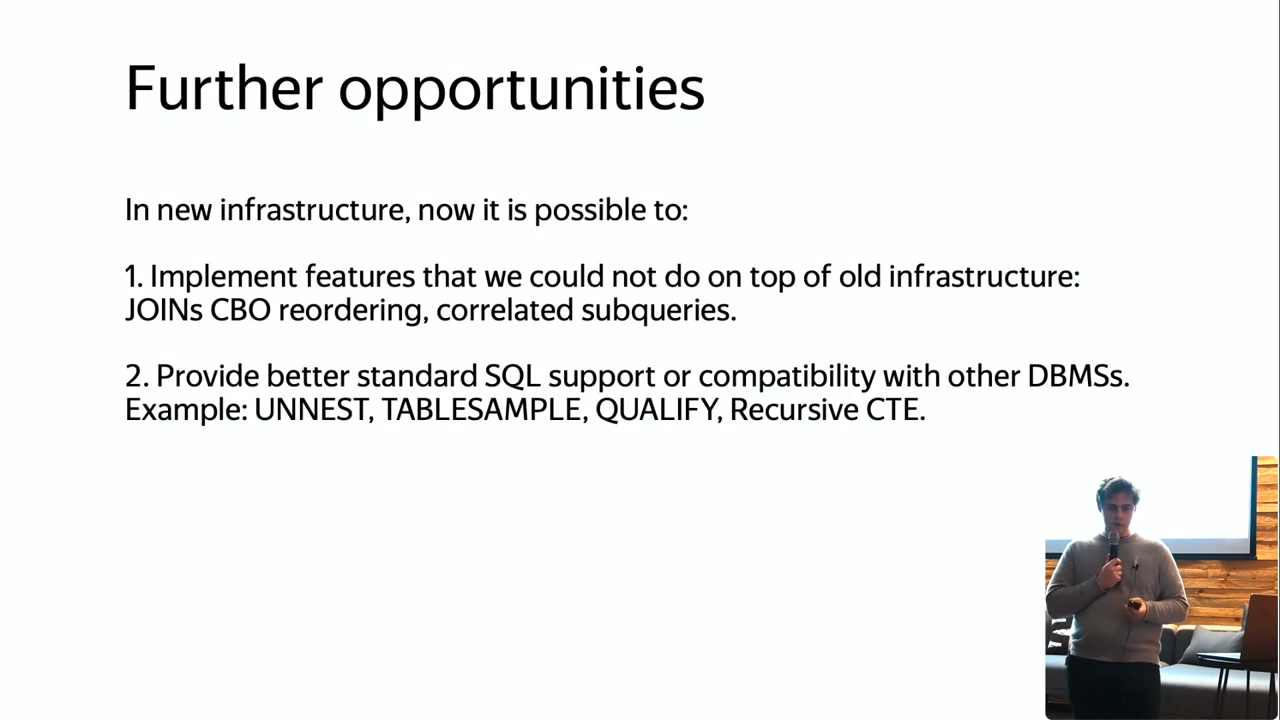 Further opportunities
In new infrastructure, now it is possible to:
1. Implement features that we could not do on top of old infrastructure:
JOINs CBO reordering, correlated subqueries.
2. Provide better standard SQL support or compatibility with other DBMSs.
Example: UNNEST, TABLESAMPLE, QUALIFY, Recursive CTE.